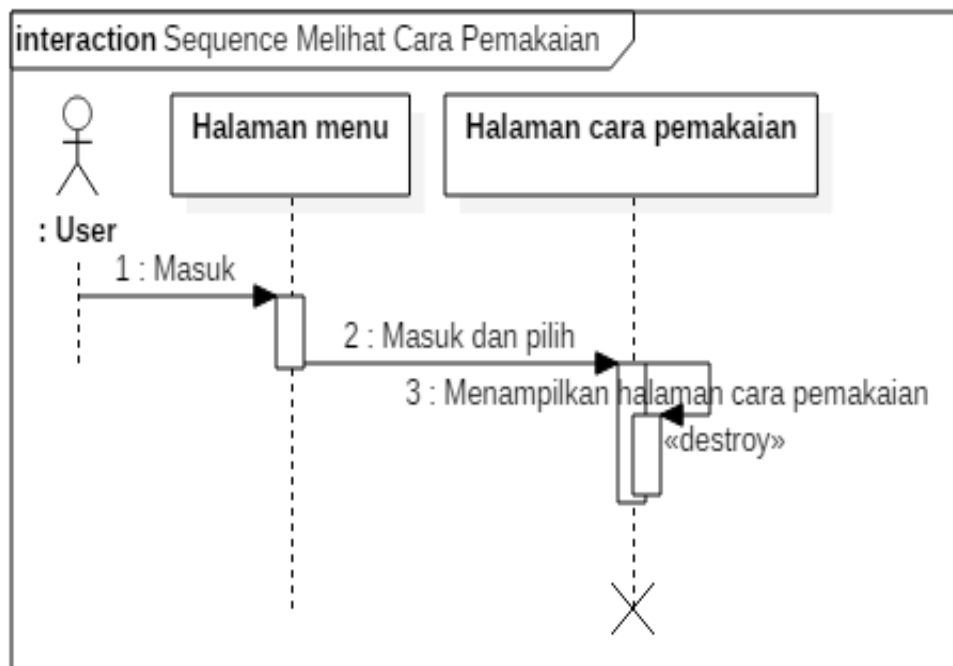 interaction Sequence Melihat Cara Pemakaian
Halaman menu
Halaman cara pemakaian
: User
1 : Masuk
2 : Masuk dan pilih
3 : Menampilkan halaman cara pemakaian
«destroy»